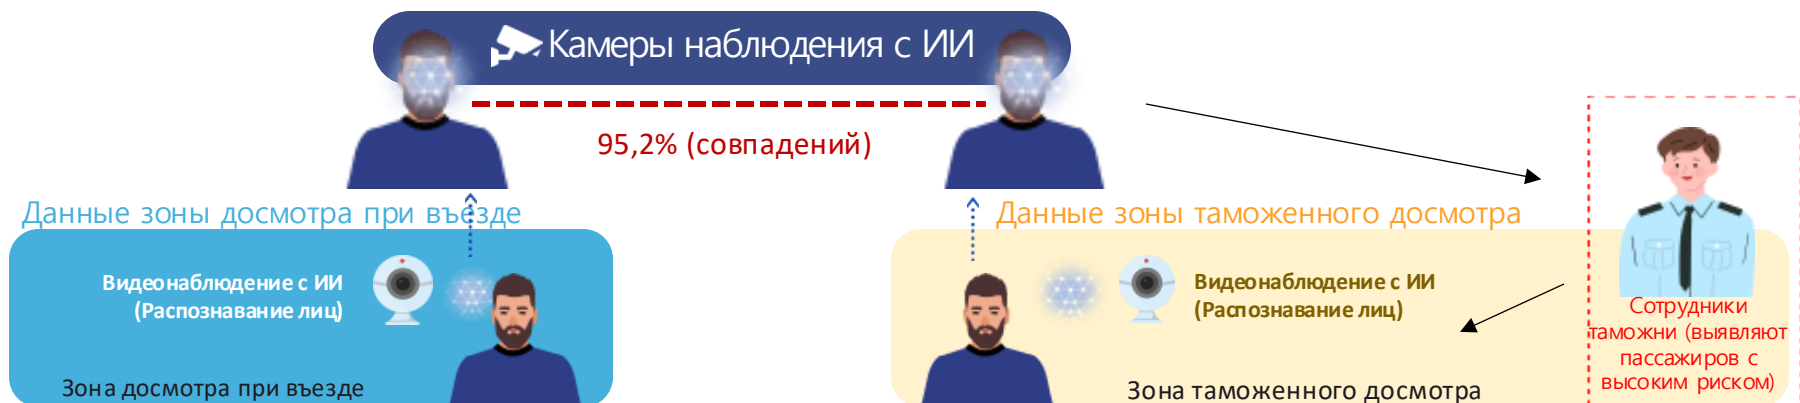 Камеры наблюдения с ИИ
95,2% (совпадений)
Данные зоны досмотра при въезде
Видеонаблюдение с ИИ
(Распознавание лиц)
Зона досмотра при въезде
Данные зоны таможенного досмотра
Видеонаблюдение с ИИ
(Распознавание лиц)
Зона таможенного досмотра
Сотрудники
таможни (выявляют
пассажиров с
высоким риском)